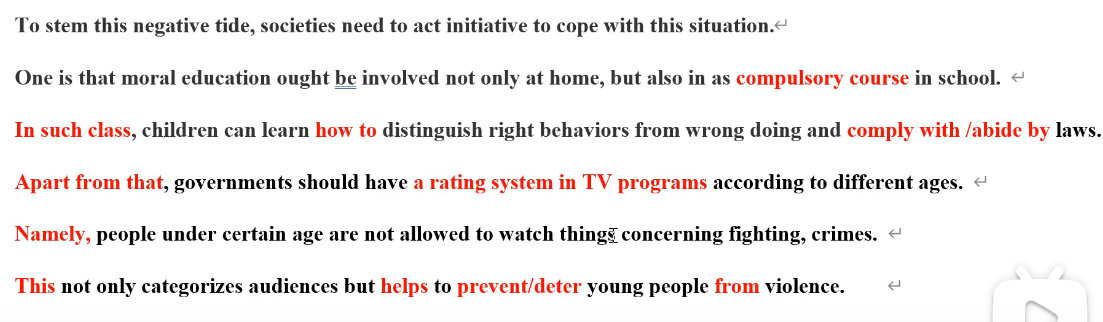 To stem this negative tide, societies need to act initiative to cope with this situation.
One is that moral education ought be involved not only at home, but also in as compulsory course in school.
In such class, children can learn how to distinguish right behaviors from wrong doing and comply with /abide by laws.
Apart from that, governments should have a rating system in TV programs according to different ages.
Namely, people under certain age are not allowed to watch things concerning fighting, crimes.
This not only categorizes audiences but helps to prevent/deter young people from violence.